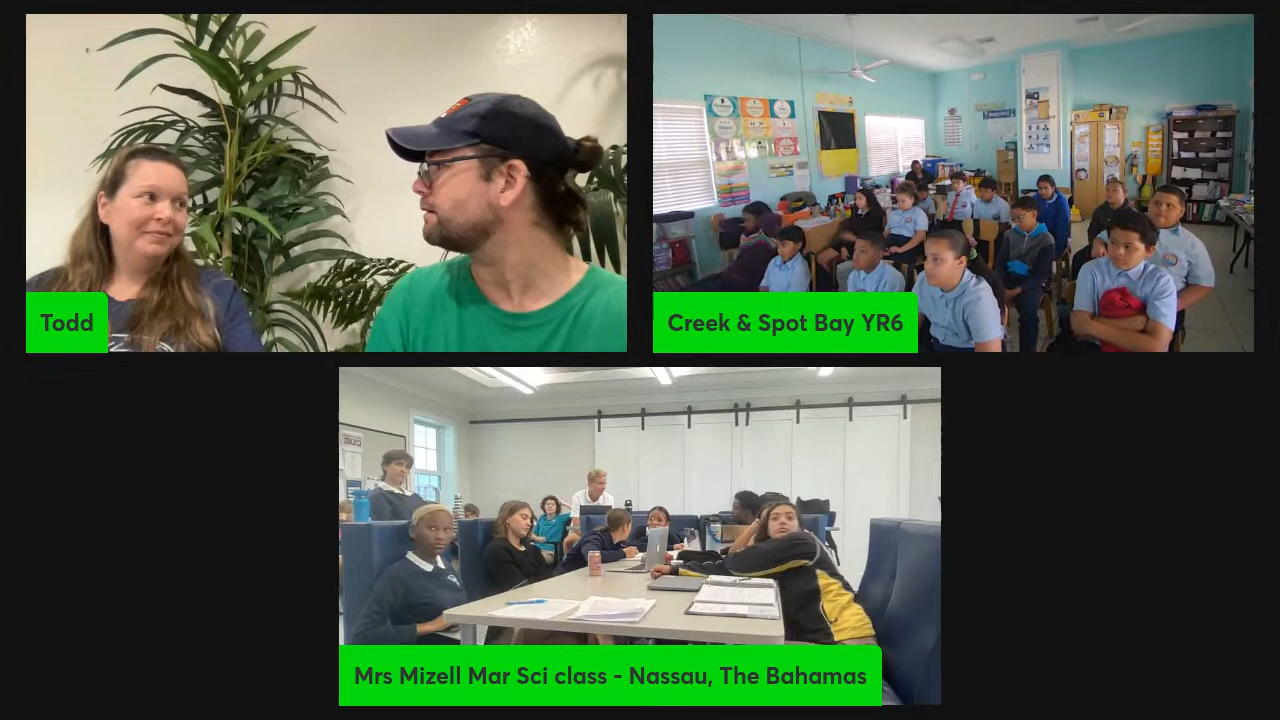 Todd
Creek & Spot Bay YR6
Mrs Mizell Mar Sci class - Nassau, The Bahamas